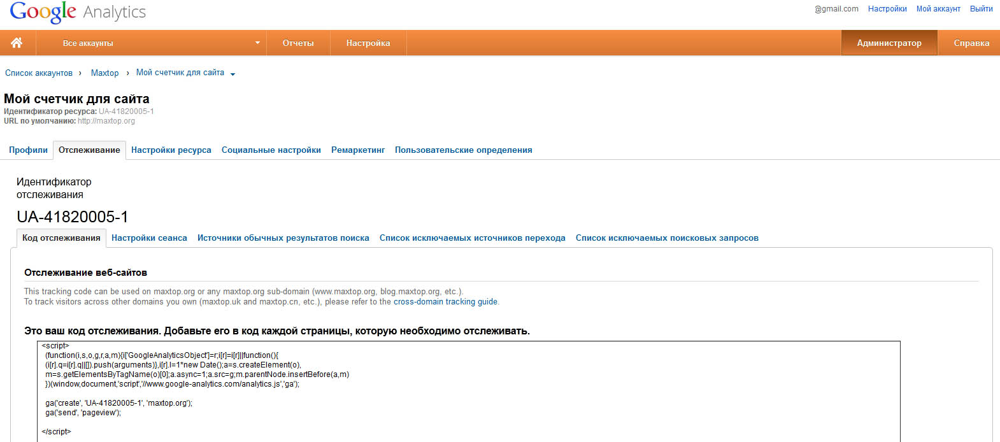 Google Analytics
@gmail.com Настройки Мой аккаунт Выйти
Все аккаунты Отчеты Настройка Администратор Справка
Список аккаунтов › Maxtop › Мой счетчик для сайта
Мой счетчик для сайта
Идентификатор ресурса: UA-41820005-1
URL по умолчанию: http://maxtop.org
Профили Отслеживание Настройки ресурса Социальные настройки Ремаркетинг Пользовательские определения
Идентификатор
отслеживания
UA-41820005-1
Код отслеживания Настройки сеанса Источники обычных результатов поиска Список исключаемых источников перехода Список исключаемых поисковых запросов
Отслеживание веб-сайтов
This tracking code can be used on maxtop.org or any maxtop.org sub-domain (www.maxtop.org, blog.maxtop.org, etc.).
To track visitors across other domains you own (maxtop.uk and maxtop.cn, etc.), please refer to the cross-domain tracking guide.
Это ваш код отслеживания. Добавьте его в код каждой страницы, которую необходимо отслеживать.
<script>
(function(i,s,o,g,r,a,m){i['GoogleAnalyticsObject']=r;i[r]=i[r]||function(){
(i[r].q=i[r].q||[]).push(arguments)},i[r].l=1*new Date();a=s.createElement(o),
m=s.getElementsByTagName(o)[0];a.async=1;a.src=g;m.parentNode.insertBefore(a,m)
})(window,document,'script','//www.google-analytics.com/analytics.js','ga');
ga('create', 'UA-41820005-1', 'maxtop.org');
ga('send', 'pageview');
</script>